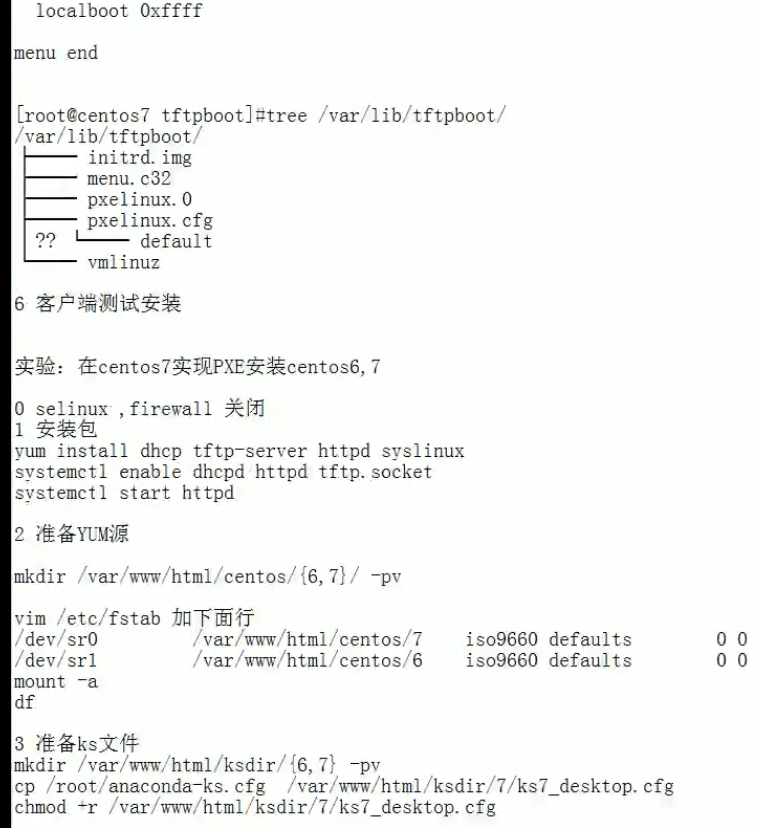 localboot 0xffff
menu end
[root@centos7 tftpboot]#tree /var/lib/tftpboot/
/var/lib/tftpboot/
├── initrd.img
├── menu.c32
├── pxelinux.0
├── pxelinux.cfg
│ ?? └── default
└── vmlinuz
6 客户端测试安装
实验：在centos7实现PXE安装centos6,7
0 selinux ,firewall 关闭
1 安装包
yum install dhcp tftp-server httpd syslinux
systemctl enable dhcpd httpd tftp.socket
systemctl start httpd
2 准备YUM源
mkdir /var/www/html/centos/{6,7}/ -pv
vim /etc/fstab 加下面行
/dev/sr0 /var/www/html/centos/7 iso9660 defaults 0 0
/dev/sr1 /var/www/html/centos/6 iso9660 defaults 0 0
mount -a
df
3 准备ks文件
mkdir /var/www/html/ksdir/{6,7} -pv
cp /root/anaconda-ks.cfg /var/www/html/ksdir/7/ks7_desktop.cfg
chmod +r /var/www/html/ksdir/7/ks7_desktop.cfg